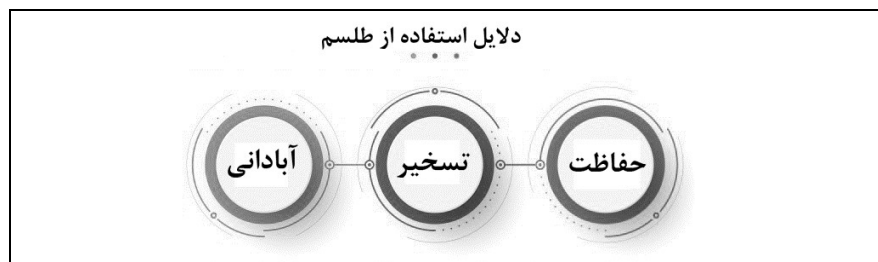 دلایل استفاده از طلسم
حفاظت
تسخیر
آبادانی